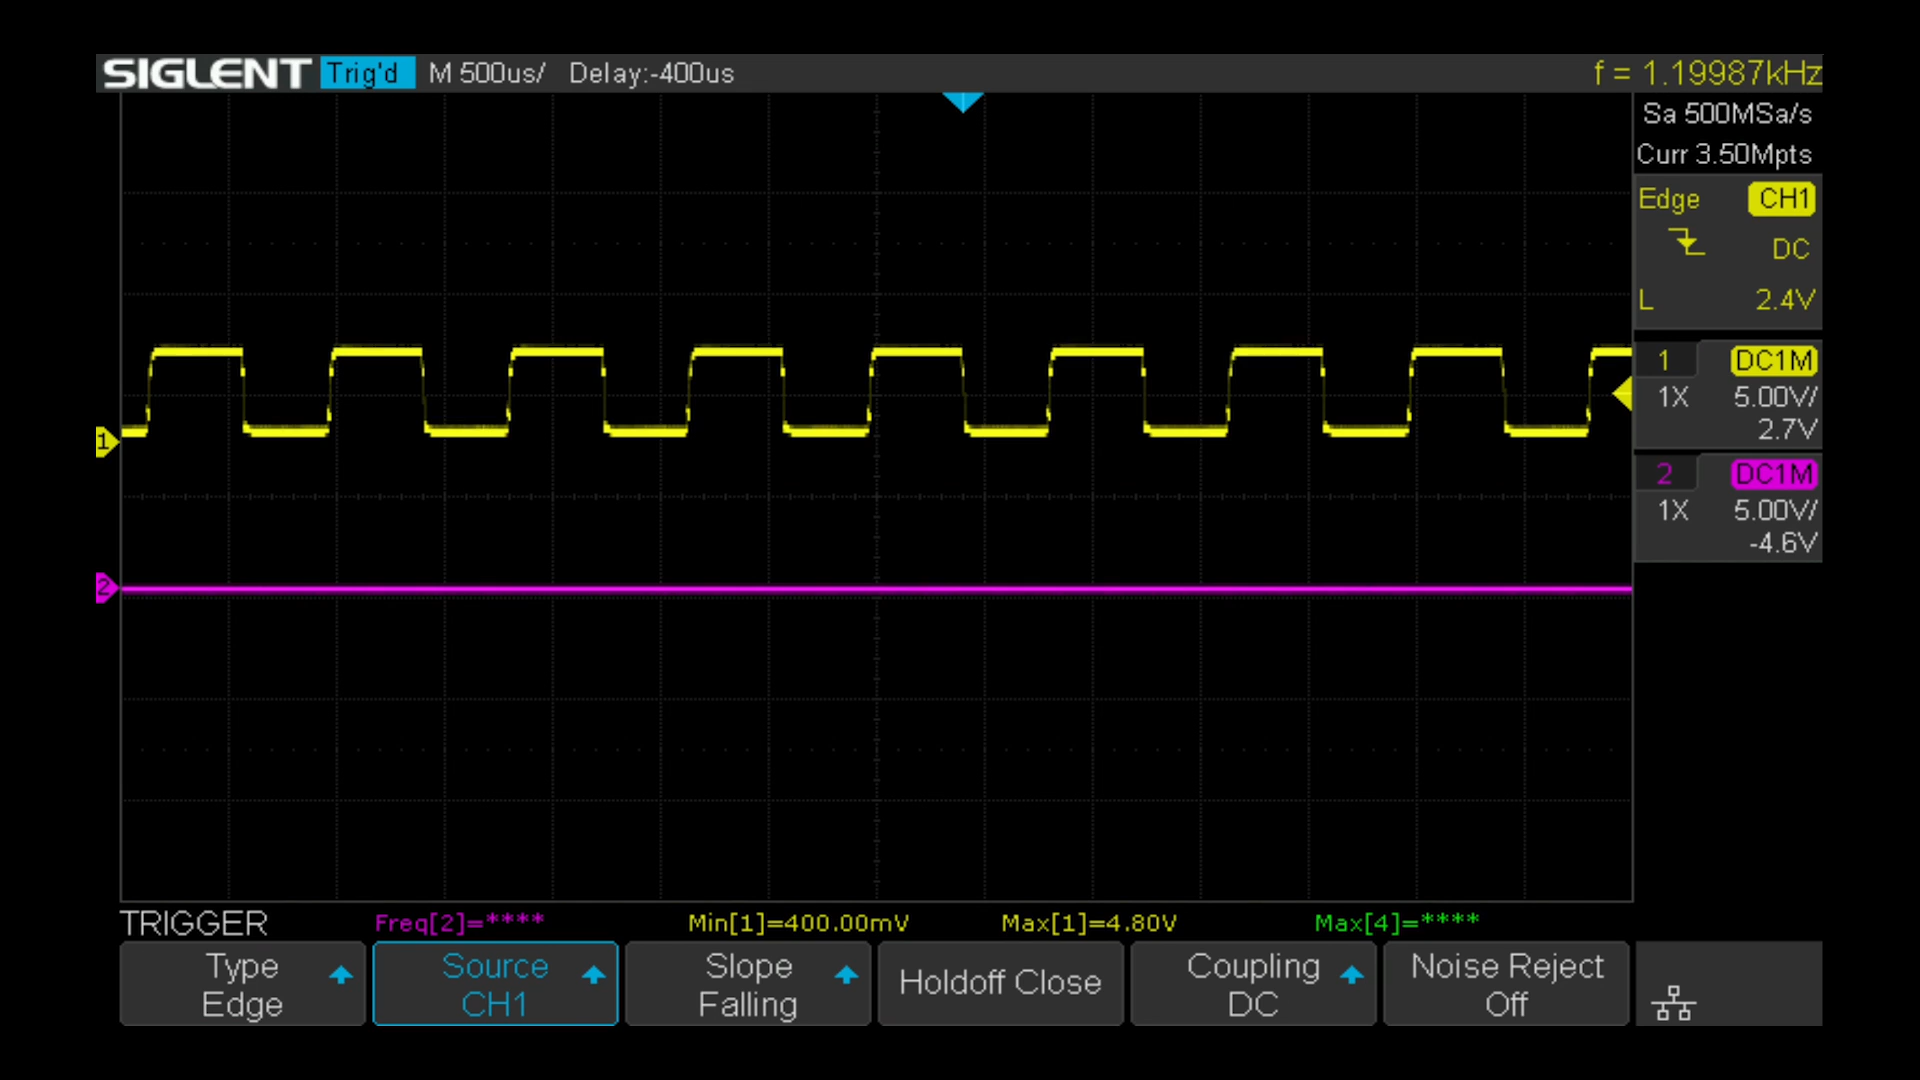 SIGLENT Trig'd M 500us/ Delay:-400us f = 1.19987kHz
Sa 500MSa/s
Curr 3.50Mpts
Edge CH1
DC
L 2.4V
1 DC1M
1X 5.00V/
2.7V
2 DC1M
1X 5.00V/
-4.6V
1
2
TRIGGER Freq[2]=**** Min[1]=400.00mV Max[1]=4.80V Max[4]=****
Type Edge
Source CH1
Slope Falling
Holdoff Close
Coupling DC
Noise Reject Off